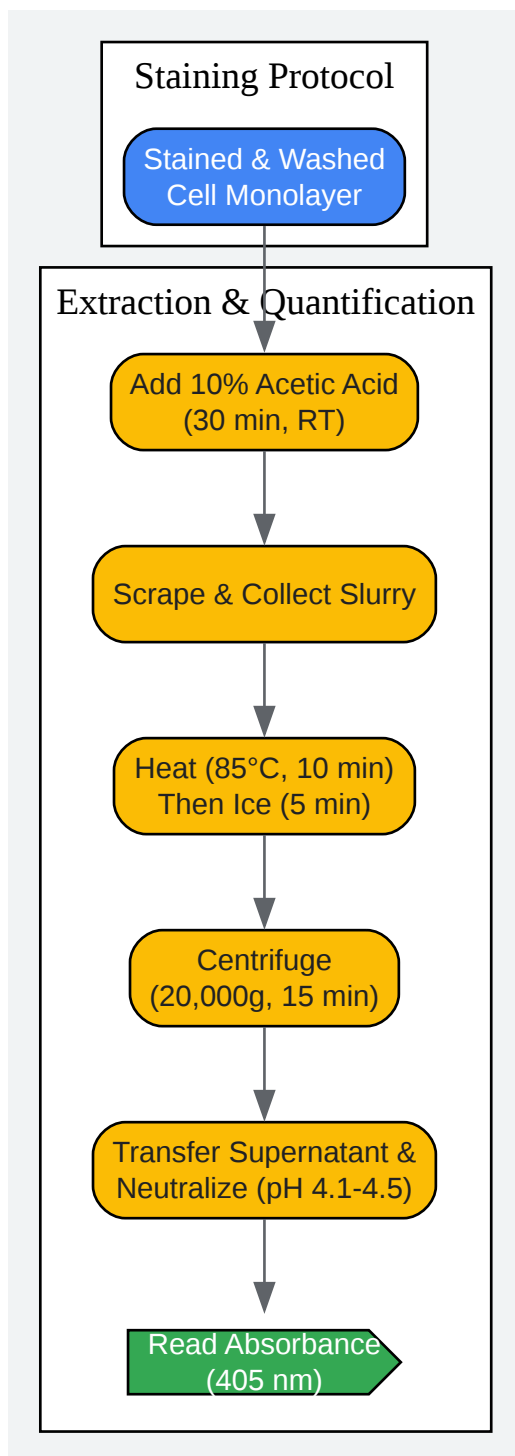 Staining Protocol
Stained & Washed
Cell Monolayer
Extraction & Quantification
Add 10% Acetic Acid
(30 min, RT)
Scrape & Collect Slurry
Heat (85°C, 10 min)
Then Ice (5 min)
Centrifuge
(20,000g, 15 min)
Transfer Supernatant &
Neutralize (pH 4.1-4.5)
Read Absorbance
(405 nm)